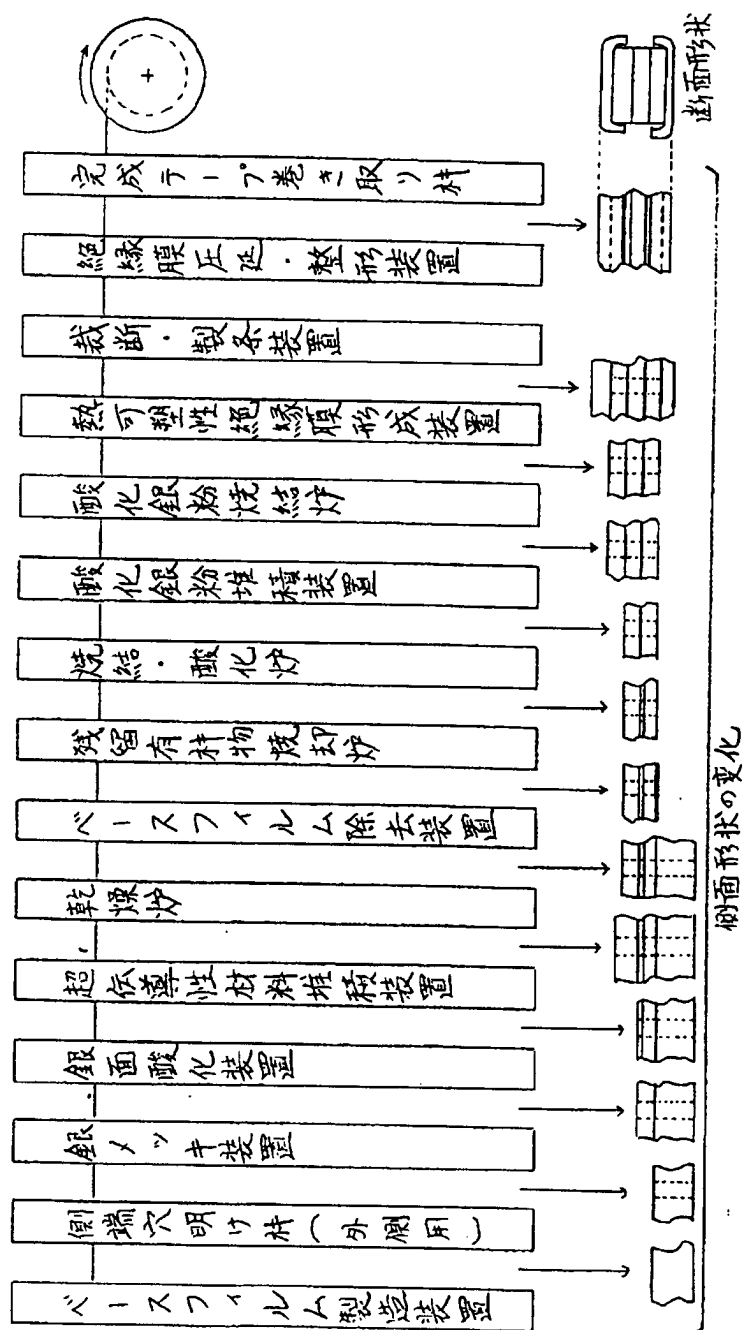 ベースフィルム製造装置
側端穴明け機(外側用)
銀メッキ装置
銀面酸化装置
超伝導性材料堆積装置
乾燥炉
ベースフィルム除去装置
残留有機物焼却炉
焼結・酸化炉
酸化銀粉堆積装置
酸化銀粉焼結炉
熱可塑性絶縁膜形成装置
裁断・製条装置
絶縁膜圧延・整形装置
完成テープ巻き取り機
側面形状の変化
断面形状